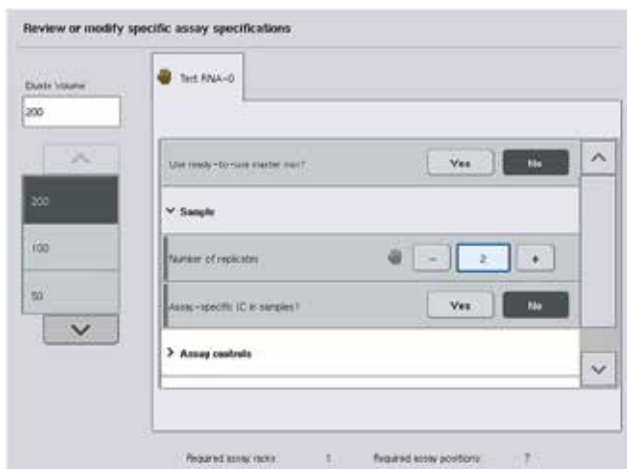 Review or modify specific assay specifications
Eluate Volume
200
Test RNA-0
200
100
50
Use ready-to-use master mix?
Yes
No
Sample
Number of replicates
-
2
+
Assay-specific IC in samples?
Yes
No
Assay controls
Required assay racks:
1
Required assay positions:
7